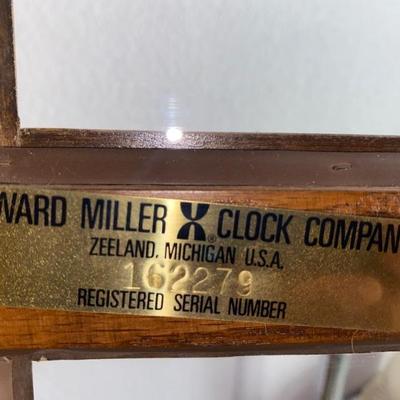 WARD MILLER ® CLOCK COMPAN
ZEELAND, MICHIGAN U.S.A.
162279
REGISTERED SERIAL NUMBER